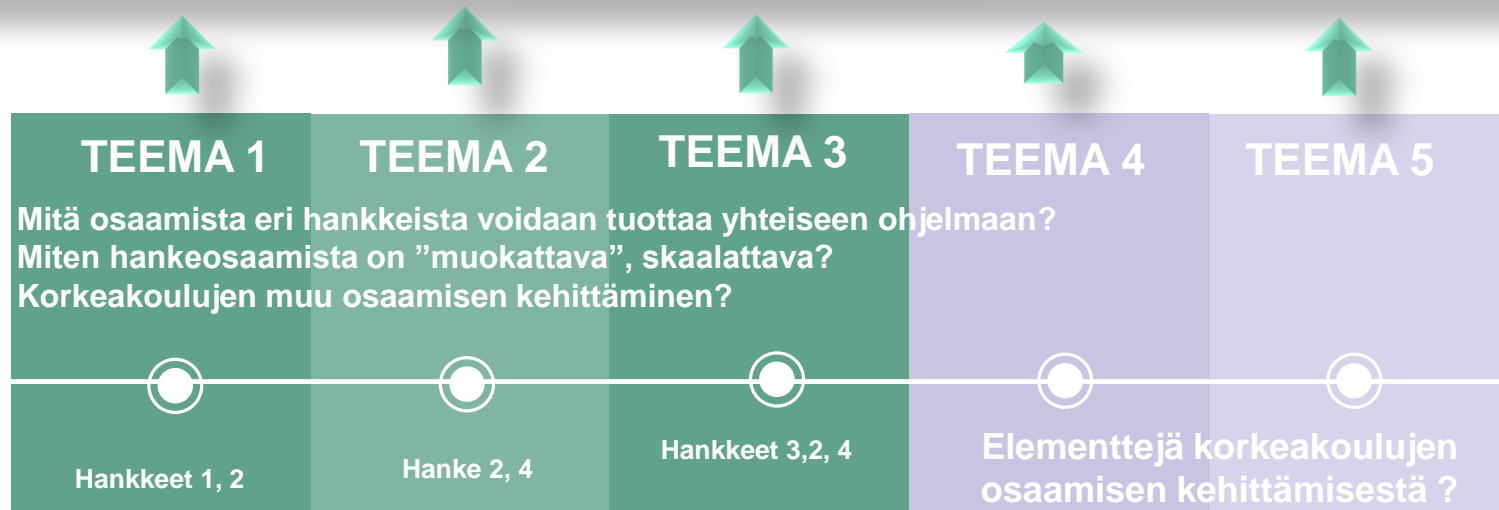 TEEMA 1
TEEMA 2
TEEMA 3
TEEMA 4
TEEMA 5
Mitä osaamista eri hankkeista voidaan tuottaa yhteiseen ohjelmaan?
Miten hankeosaamista on ”muokattava”, skaalattava?
Korkeakoulujen muu osaamisen kehittäminen?
Hankkeet 1, 2
Hanke 2, 4
Hankkeet 3,2, 4
Elementtejä korkeakoulujen
osaamisen kehittämisestä ?